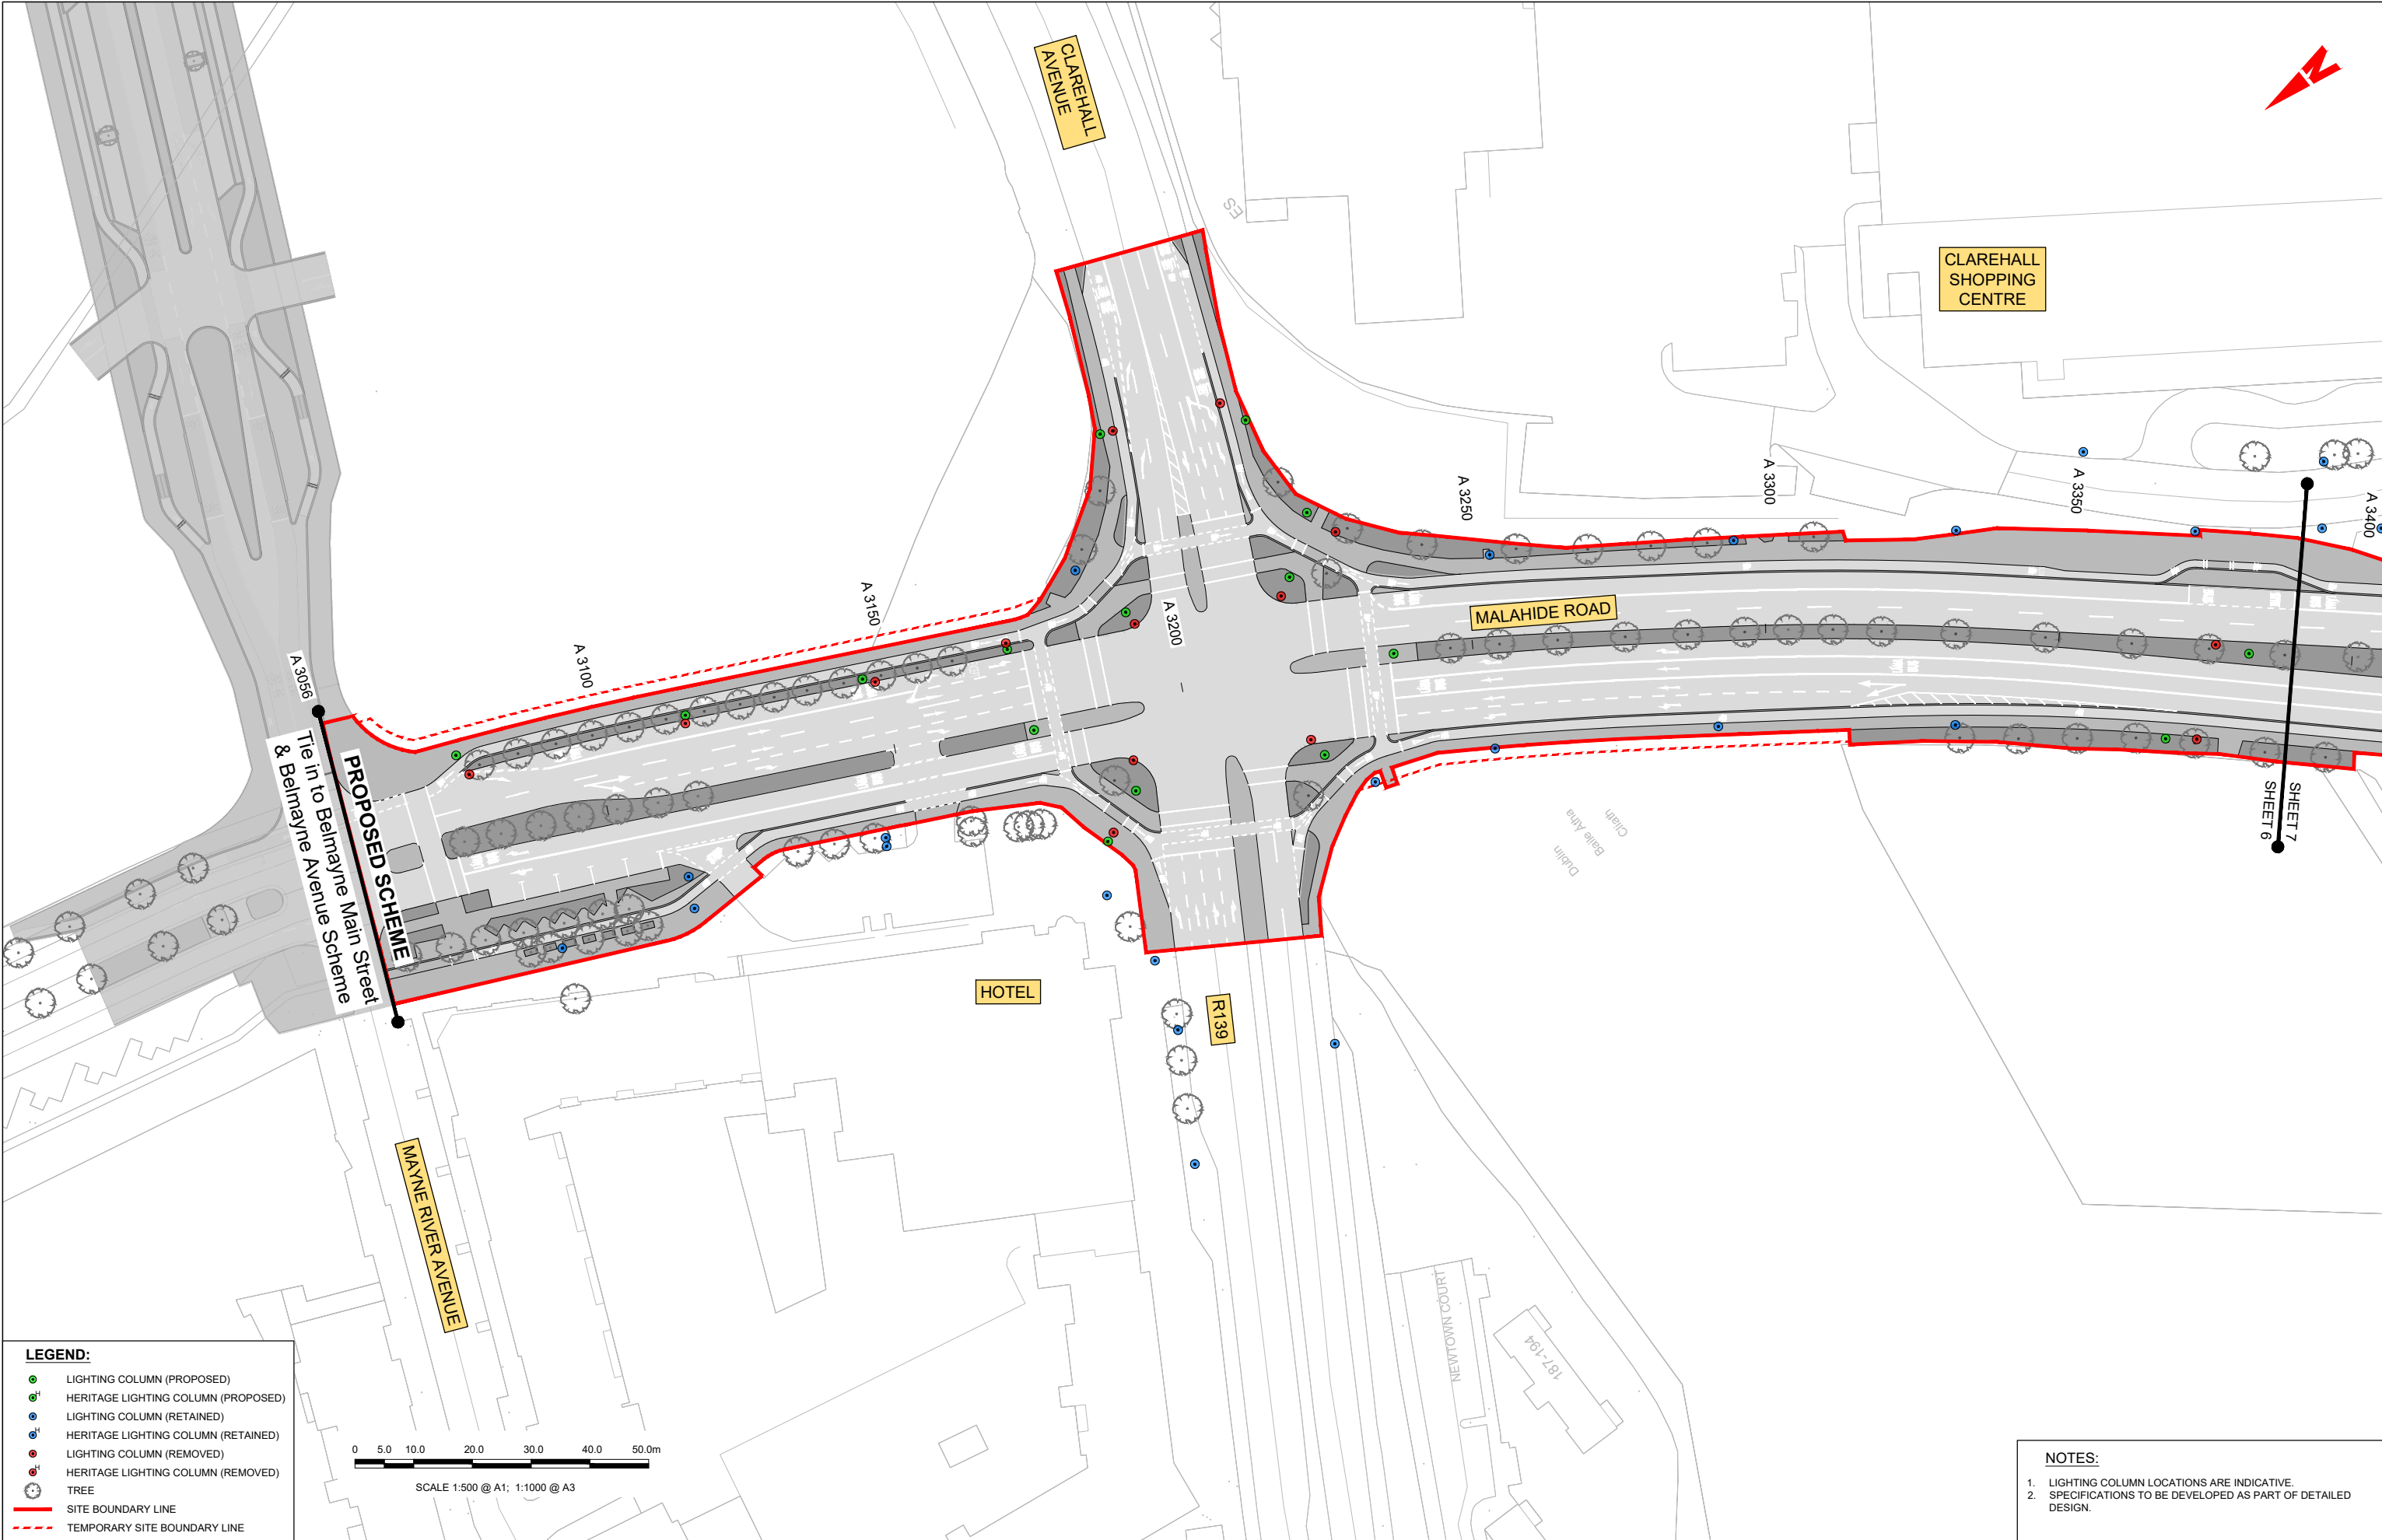 CLAREHALL
AVENUE
ES
CLAREHALL
SHOPPING
CENTRE
A 3250
A 3300
A 3350
A 3400
MALAHIDE ROAD
A 3200
A 3150
A 3100
A 3056
PROPOSED SCHEME
Tie in to Belmayne Main Street
& Belmayne Avenue Scheme
SHEET 7
SHEET 6
Dublin
Baile Átha
Cliath
HOTEL
R139
MAYNE RIVER AVENUE
NEWTOWN COURT
187-194
LEGEND:
LIGHTING COLUMN (PROPOSED)
H HERITAGE LIGHTING COLUMN (PROPOSED)
LIGHTING COLUMN (RETAINED)
H HERITAGE LIGHTING COLUMN (RETAINED)
LIGHTING COLUMN (REMOVED)
H HERITAGE LIGHTING COLUMN (REMOVED)
TREE
SITE BOUNDARY LINE
TEMPORARY SITE BOUNDARY LINE
0 5.0 10.0 20.0 30.0 40.0 50.0m
SCALE 1:500 @ A1; 1:1000 @ A3
N
NOTES:
1. LIGHTING COLUMN LOCATIONS ARE INDICATIVE.
2. SPECIFICATIONS TO BE DEVELOPED AS PART OF DETAILED
DESIGN.